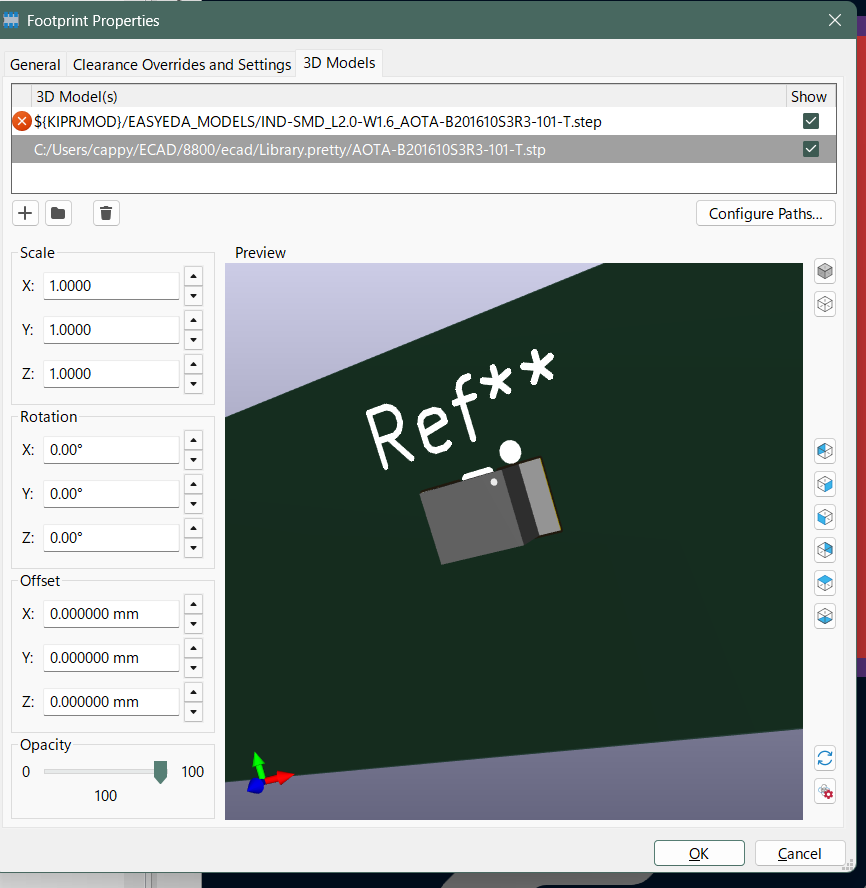 Footprint Properties
General
Clearance Overrides and Settings
3D Models
3D Model(s)
Show
${KIPRJMOD}/EASYEDA_MODELS/IND-SMD_L2.0-W1.6_AOTA-B201610S3R3-101-T.step
C:/Users/cappy/ECAD/8800/ecad/Library.pretty/AOTA-B201610S3R3-101-T.stp
Configure Paths...
Scale
X: 1.0000
Y: 1.0000
Z: 1.0000
Rotation
X: 0.00°
Y: 0.00°
Z: 0.00°
Offset
X: 0.000000 mm
Y: 0.000000 mm
Z: 0.000000 mm
Opacity
0
100
100
Preview
Ref**
OK
Cancel